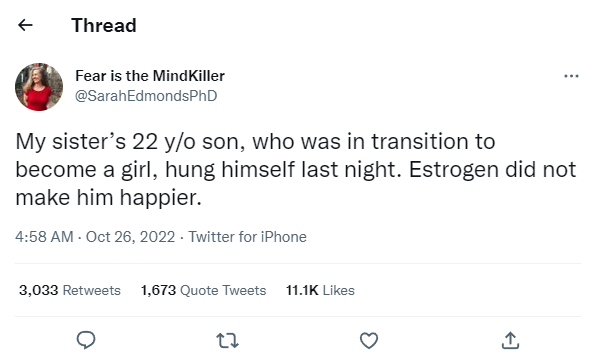 Thread
Fear is the MindKiller
@SarahEdmondsPhD
My sister’s 22 y/o son, who was in transition to
become a girl, hung himself last night. Estrogen did not
make him happier.
4:58 AM · Oct 26, 2022 · Twitter for iPhone
3,033 Retweets 1,673 Quote Tweets 11.1K Likes